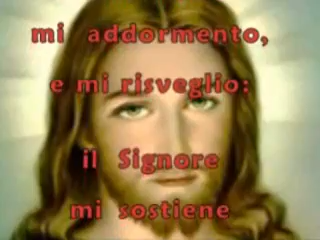 mi addormento,
e mi risveglio:
il Signore
mi sostiene